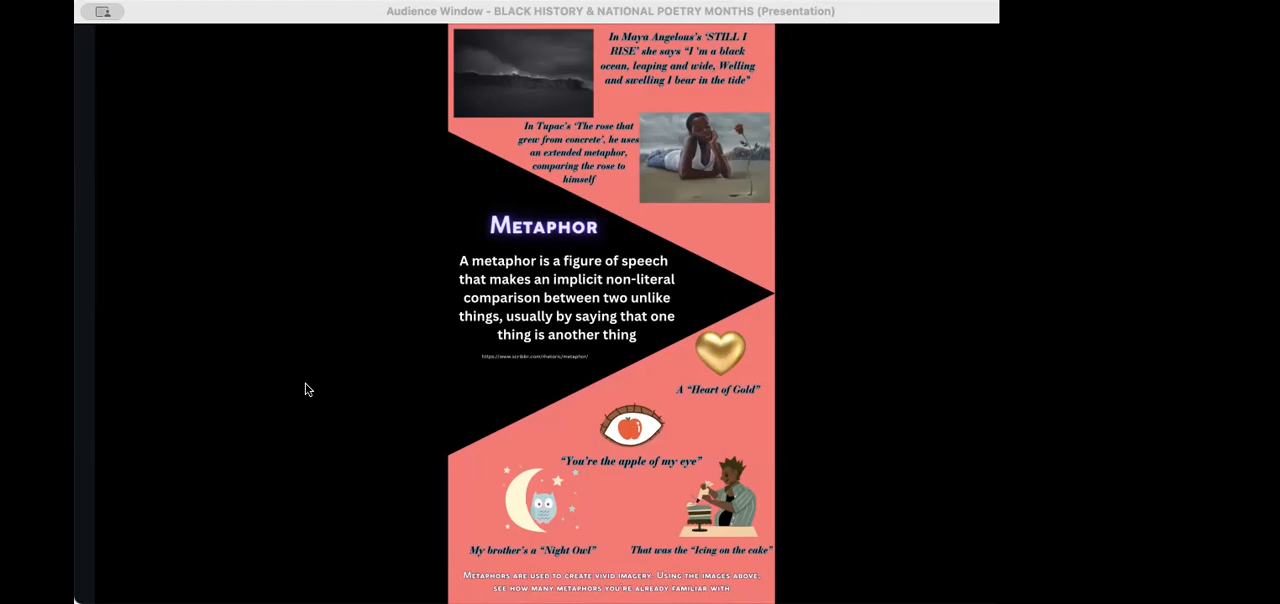 Audience Window - BLACK HISTORY & NATIONAL POETRY MONTHS (Presentation)
In Maya Angelous's ‘STILL I
RISE’ she says “I ’m a black
ocean, leaping and wide, Welling
and swelling I bear in the tide”
In Tupac’s ‘The rose that
grew from concrete’, he uses
an extended metaphor,
comparing the rose to
himself
Metaphor
A metaphor is a figure of speech
that makes an implicit non-literal
comparison between two unlike
things, usually by saying that one
thing is another thing
https://www.scribbr.com/rhetoric/metaphor/
A “Heart of Gold”
“You’re the apple of my eye”
My brother’s a “Night Owl”
That was the “Icing on the cake”
Metaphors are used to create vivid imagery. Using the images above,
see how many metaphors you’re already familiar with